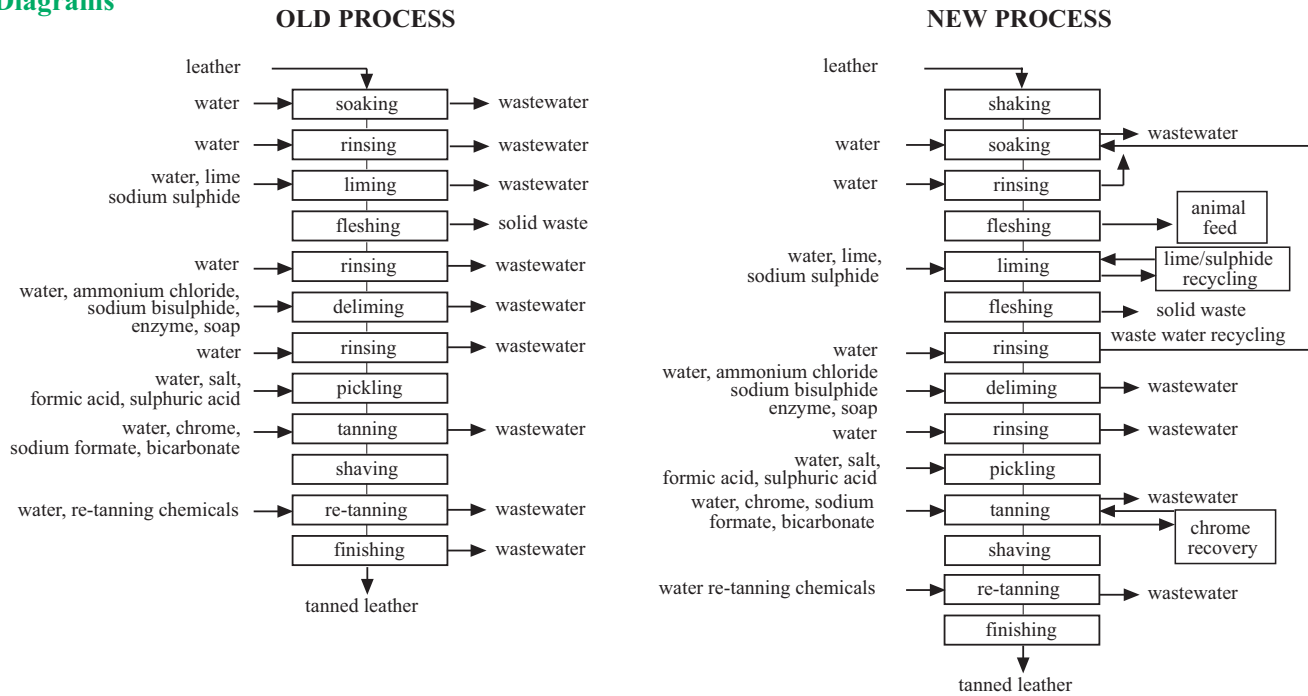 Diagrams
OLD PROCESS
leather
water
soaking
wastewater
water
rinsing
wastewater
water, lime
sodium sulphide
liming
wastewater
fleshing
solid waste
water
rinsing
wastewater
water, ammonium chloride,
sodium bisulphide,
enzyme, soap
deliming
wastewater
water
rinsing
wastewater
water, salt,
formic acid, sulphuric acid
pickling
water, chrome,
sodium formate, bicarbonate
tanning
wastewater
shaving
water, re-tanning chemicals
re-tanning
wastewater
finishing
wastewater
tanned leather
NEW PROCESS
leather
shaking
water
soaking
wastewater
water
rinsing
fleshing
animal
feed
water, lime,
sodium sulphide
liming
lime/sulphide
recycling
fleshing
solid waste
water
rinsing
waste water recycling
water, ammonium chloride
sodium bisulphide
enzyme, soap
deliming
wastewater
water
rinsing
wastewater
water, salt,
formic acid, sulphuric acid
pickling
water, chrome, sodium
formate, bicarbonate
tanning
wastewater
chrome
recovery
shaving
water re-tanning chemicals
re-tanning
wastewater
finishing
tanned leather